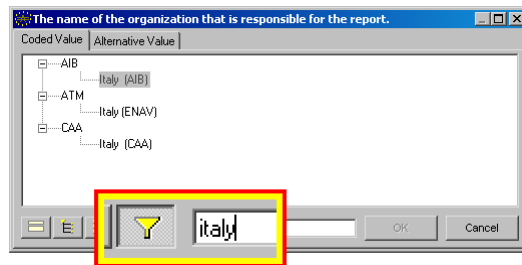 The name of the organization that is responsible for the report.
Coded Value Alternative Value
AIB
Italy (AIB)
ATM
Italy (ENAV)
CAA
Italy (CAA)
italy
OK Cancel